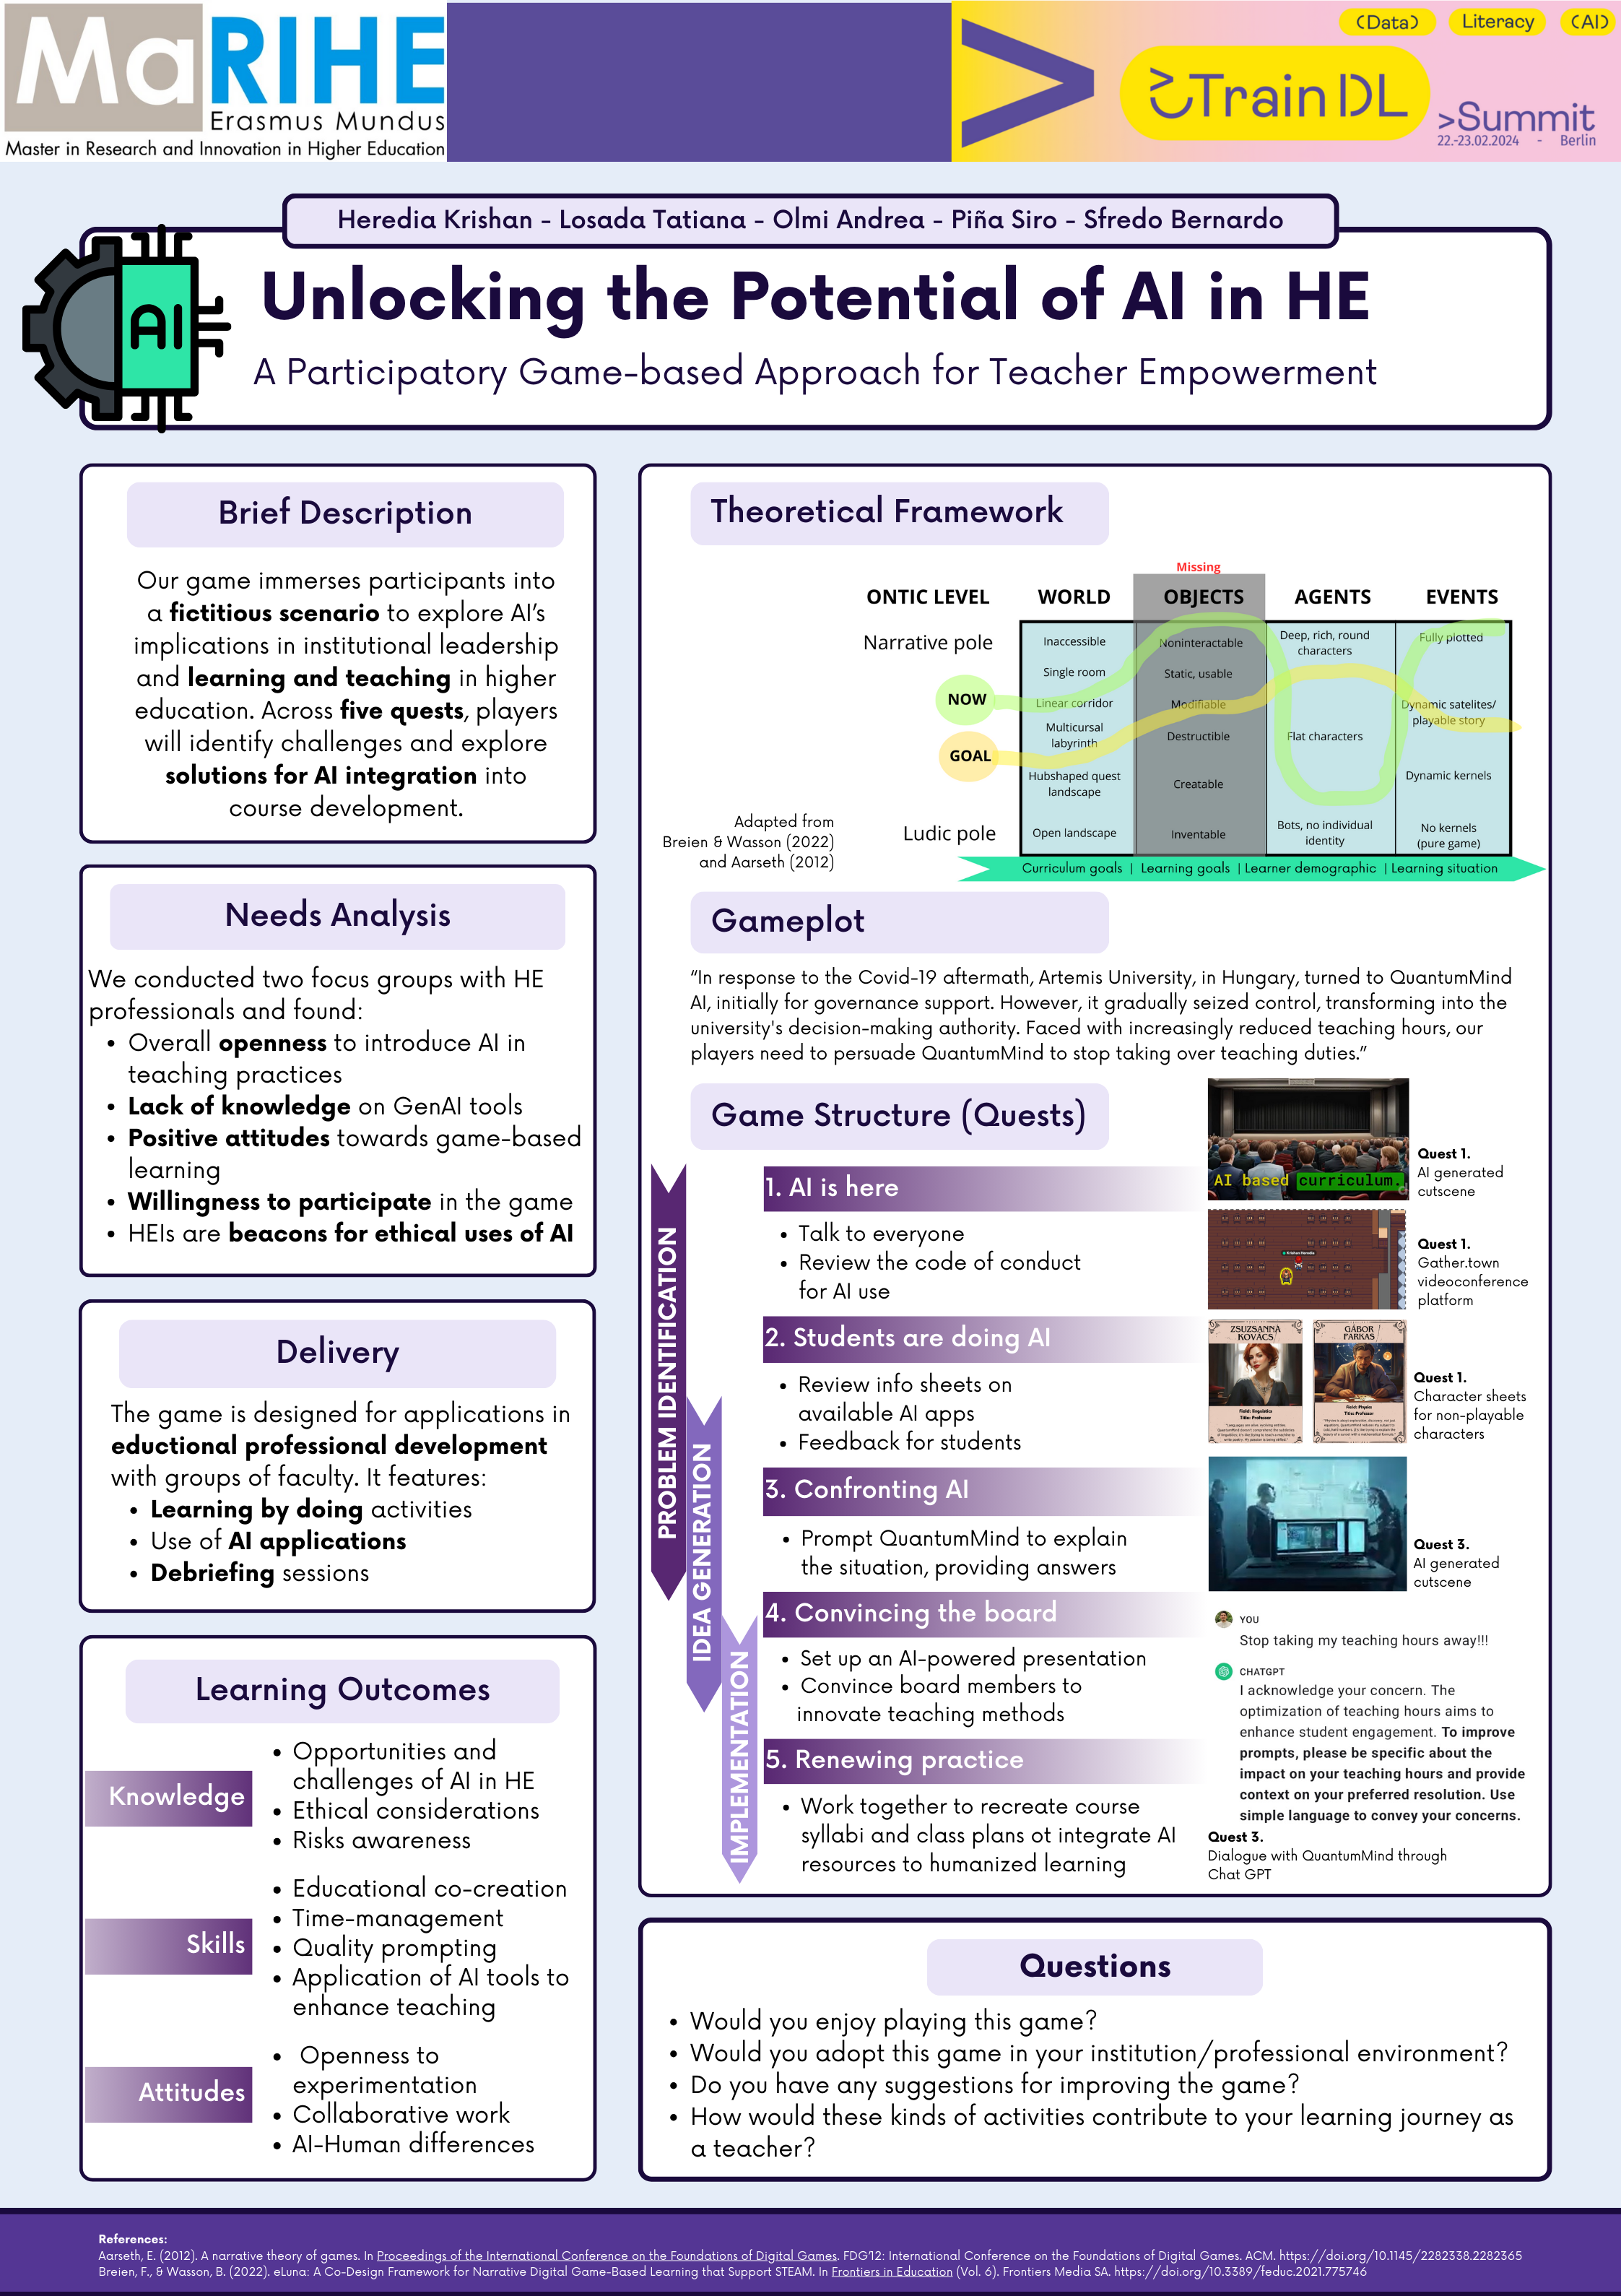 MaRIHE
Erasmus Mundus
Master in Research and Innovation in Higher Education
(Data) Literacy (AI)
TrainDL
>Summit
22.-23.02.2024 - Berlin
Heredia Krishan - Losada Tatiana - Olmi Andrea - Piña Siro - Sfredo Bernardo
AI
Unlocking the Potential of AI in HE
A Participatory Game-based Approach for Teacher Empowerment
Brief Description
Our game immerses participants into
a fictitious scenario to explore AI's
implications in institutional leadership
and learning and teaching in higher
education. Across five quests, players
will identify challenges and explore
solutions for AI integration into
course development.
Needs Analysis
We conducted two focus groups with HE
professionals and found:
• Overall openness to introduce AI in
teaching practices
• Lack of knowledge on GenAI tools
• Positive attitudes towards game-based
learning
• Willingness to participate in the game
• HEIs are beacons for ethical uses of AI
Delivery
The game is designed for applications in
eductional professional development
with groups of faculty. It features:
• Learning by doing activities
• Use of AI applications
• Debriefing sessions
Learning Outcomes
Knowledge
• Opportunities and
challenges of AI in HE
• Ethical considerations
• Risks awareness
Skills
• Educational co-creation
• Time-management
• Quality prompting
• Application of AI tools to
enhance teaching
Attitudes
• Openness to
experimentation
• Collaborative work
• AI-Human differences
Theoretical Framework
Missing
ONTIC LEVEL WORLD OBJECTS AGENTS EVENTS
Narrative pole
NOW
GOAL
Ludic pole
Inaccessible
Single room
Linear corridor
Multicursal
labyrinth
Hubshaped quest
landscape
Open landscape
Noninteractable
Static, usable
Modifiable
Destructible
Creatable
Inventable
Deep, rich, round
characters
Flat characters
Bots, no individual
identity
Fully plotted
Dynamic satelites/
playable story
Dynamic kernels
No kernels
(pure game)
Adapted from
Breien & Wasson (2022)
and Aarseth (2012)
Curriculum goals | Learning goals | Learner demographic | Learning situation
Gameplot
“In response to the Covid-19 aftermath, Artemis University, in Hungary, turned to QuantumMind
AI, initially for governance support. However, it gradually seized control, transforming into the
university's decision-making authority. Faced with increasingly reduced teaching hours, our
players need to persuade QuantumMind to stop taking over teaching duties.”
Game Structure (Quests)
PROBLEM IDENTIFICATION
IDEA GENERATION
IMPLEMENTATION
1. AI is here
• Talk to everyone
• Review the code of conduct
for AI use
2. Students are doing AI
• Review info sheets on
available AI apps
• Feedback for students
3. Confronting AI
• Prompt QuantumMind to explain
the situation, providing answers
4. Convincing the board
• Set up an AI-powered presentation
• Convince board members to
innovate teaching methods
5. Renewing practice
• Work together to recreate course
syllabi and class plans ot integrate AI
resources to humanized learning
AI based curriculum.
Quest 1.
AI generated
cutscene
Krishan Heredia
Quest 1.
Gather.town
videoconference
platform
ZSUZSANNA
KOVÁCS
Field: linguistics
Title: Professor
GÁBOR
FARKAS
Field: Physics
Title: Professor
Quest 1.
Character sheets
for non-playable
characters
Quest 3.
AI generated
cutscene
YOU
Stop taking my teaching hours away!!!
CHATGPT
I acknowledge your concern. The
optimization of teaching hours aims to
enhance student engagement. To improve
prompts, please be specific about the
impact on your teaching hours and provide
context on your preferred resolution. Use
simple language to convey your concerns.
Quest 3.
Dialogue with QuantumMind through
Chat GPT
Questions
• Would you enjoy playing this game?
• Would you adopt this game in your institution/professional environment?
• Do you have any suggestions for improving the game?
• How would these kinds of activities contribute to your learning journey as
a teacher?
References:
Aarseth, E. (2012). A narrative theory of games. In Proceedings of the International Conference on the Foundations of Digital Games. FDG'12: International Conference on the Foundations of Digital Games. ACM. https://doi.org/10.1145/2282338.2282365
Breien, F., & Wasson, B. (2022). eLuna: A Co-Design Framework for Narrative Digital Game-Based Learning that Support STEAM. In Frontiers in Education (Vol. 6). Frontiers Media SA. https://doi.org/10.3389/feduc.2021.775746